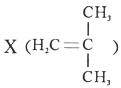 CH₃
X ( H₂C=C )
CH₃